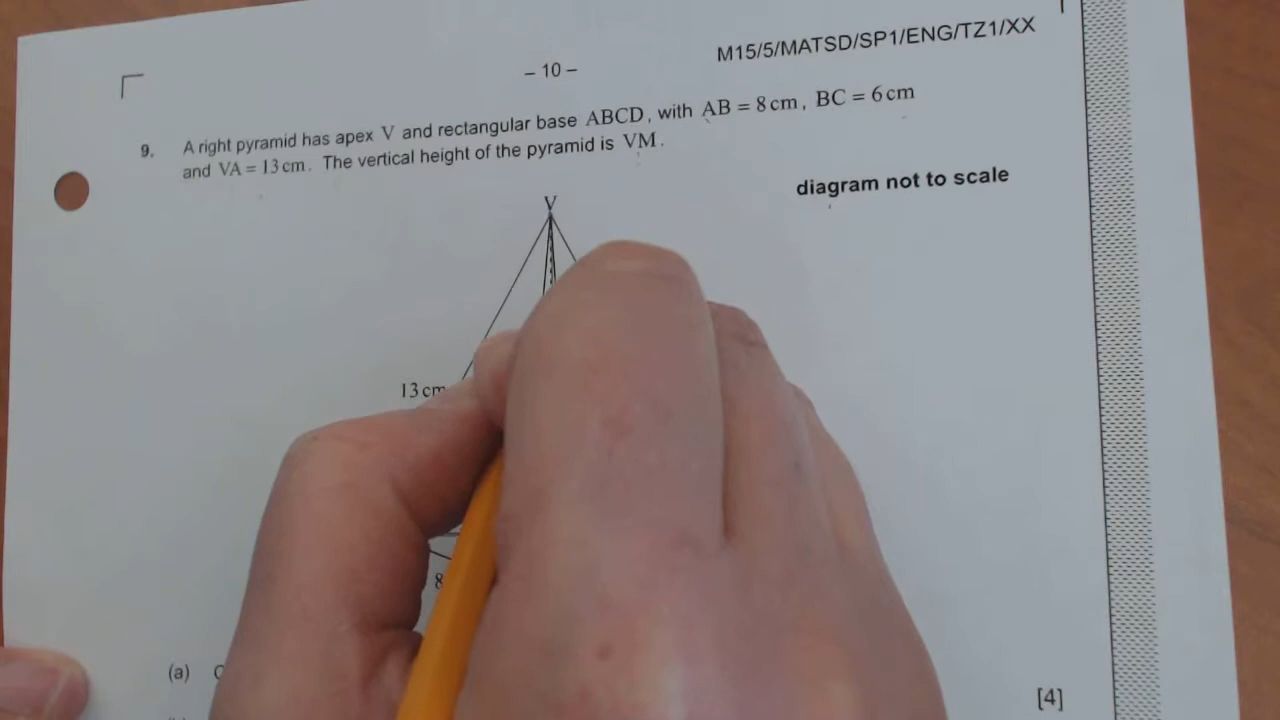 M15/5/MATSD/SP1/ENG/TZ1/XX
– 10 –
9. A right pyramid has apex V and rectangular base ABCD, with AB = 8 cm, BC = 6 cm
and VA = 13 cm. The vertical height of the pyramid is VM.
diagram not to scale
V
13 cm
8
(a)
[4]